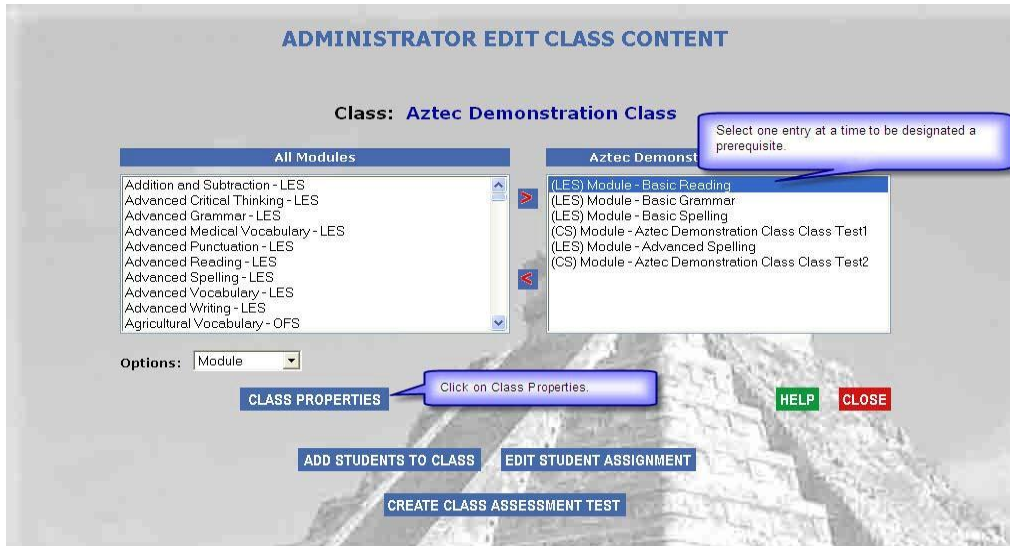 ADMINISTRATOR EDIT CLASS CONTENT
Class: Aztec Demonstration Class
Select one entry at a time to be designated a
prerequisite.
All Modules
Addition and Subtraction - LES
Advanced Critical Thinking - LES
Advanced Grammar - LES
Advanced Medical Vocabulary - LES
Advanced Punctuation - LES
Advanced Reading - LES
Advanced Spelling - LES
Advanced Vocabulary - LES
Advanced Writing - LES
Agricultural Vocabulary - OFS
>
<
Aztec Demonst
(LES) Module - Basic Reading
(LES) Module - Basic Grammar
(LES) Module - Basic Spelling
(CS) Module - Aztec Demonstration Class Class Test1
(LES) Module - Advanced Spelling
(CS) Module - Aztec Demonstration Class Class Test2
Options: Module
CLASS PROPERTIES
Click on Class Properties.
HELP CLOSE
ADD STUDENTS TO CLASS EDIT STUDENT ASSIGNMENT
CREATE CLASS ASSESSMENT TEST